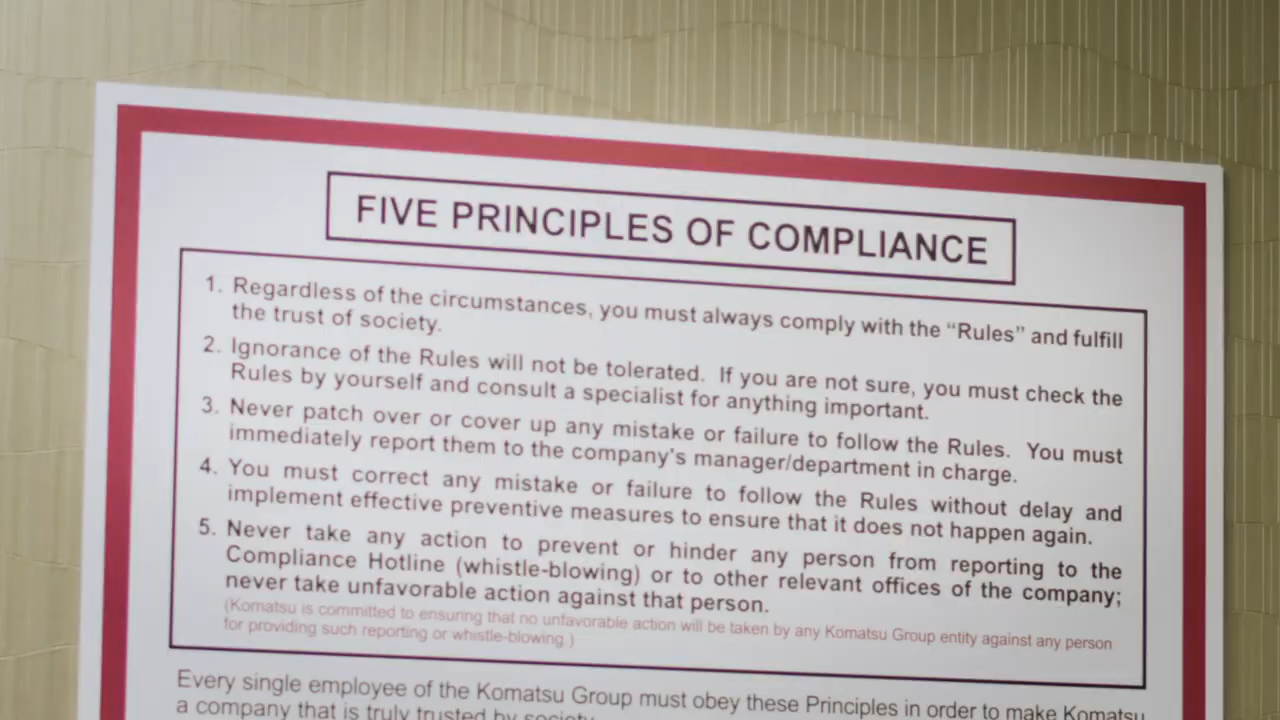 FIVE PRINCIPLES OF COMPLIANCE
1. Regardless of the circumstances, you must always comply with the “Rules” and fulfill
the trust of society.
2. Ignorance of the Rules will not be tolerated. If you are not sure, you must check the
Rules by yourself and consult a specialist for anything important.
3. Never patch over or cover up any mistake or failure to follow the Rules. You must
immediately report them to the company's manager/department in charge.
4. You must correct any mistake or failure to follow the Rules without delay and
implement effective preventive measures to ensure that it does not happen again.
5. Never take any action to prevent or hinder any person from reporting to the
Compliance Hotline (whistle-blowing) or to other relevant offices of the company;
never take unfavorable action against that person.
(Komatsu is committed to ensuring that no unfavorable action will be taken by any Komatsu Group entity against any person
for providing such reporting or whistle-blowing.)
Every single employee of the Komatsu Group must obey these Principles in order to make Komatsu
a company that is truly trusted by society.